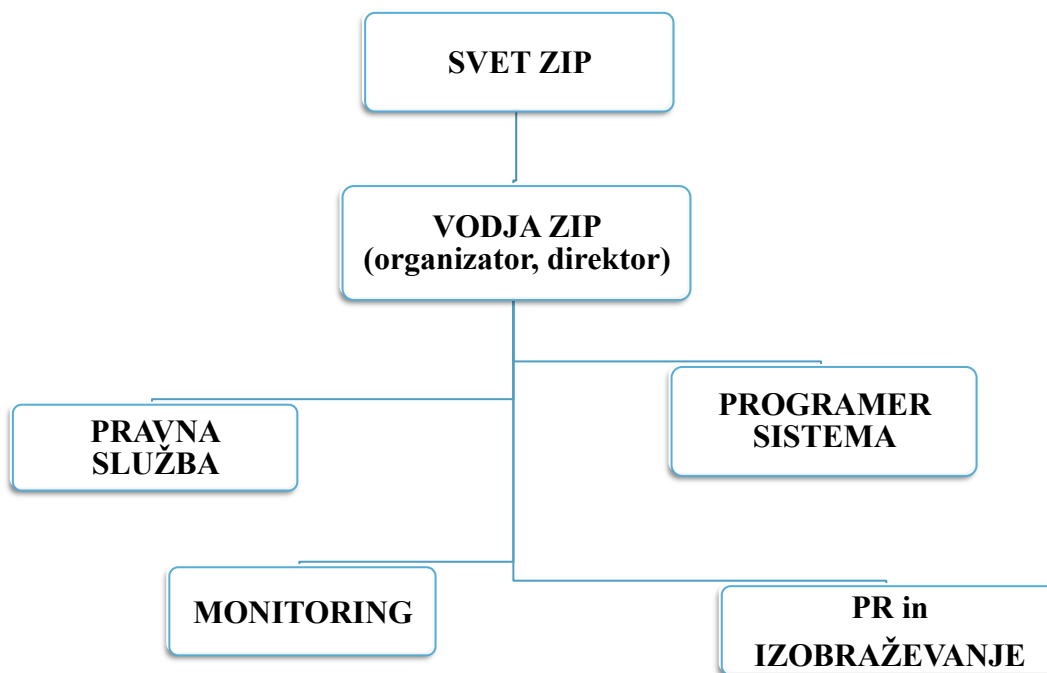 SVET ZIP
VODJA ZIP
(organizator, direktor)
PROGRAMER
SISTEMA
PRAVNA
SLUŽBA
MONITORING
PR in
IZOBRAŽEVANJE